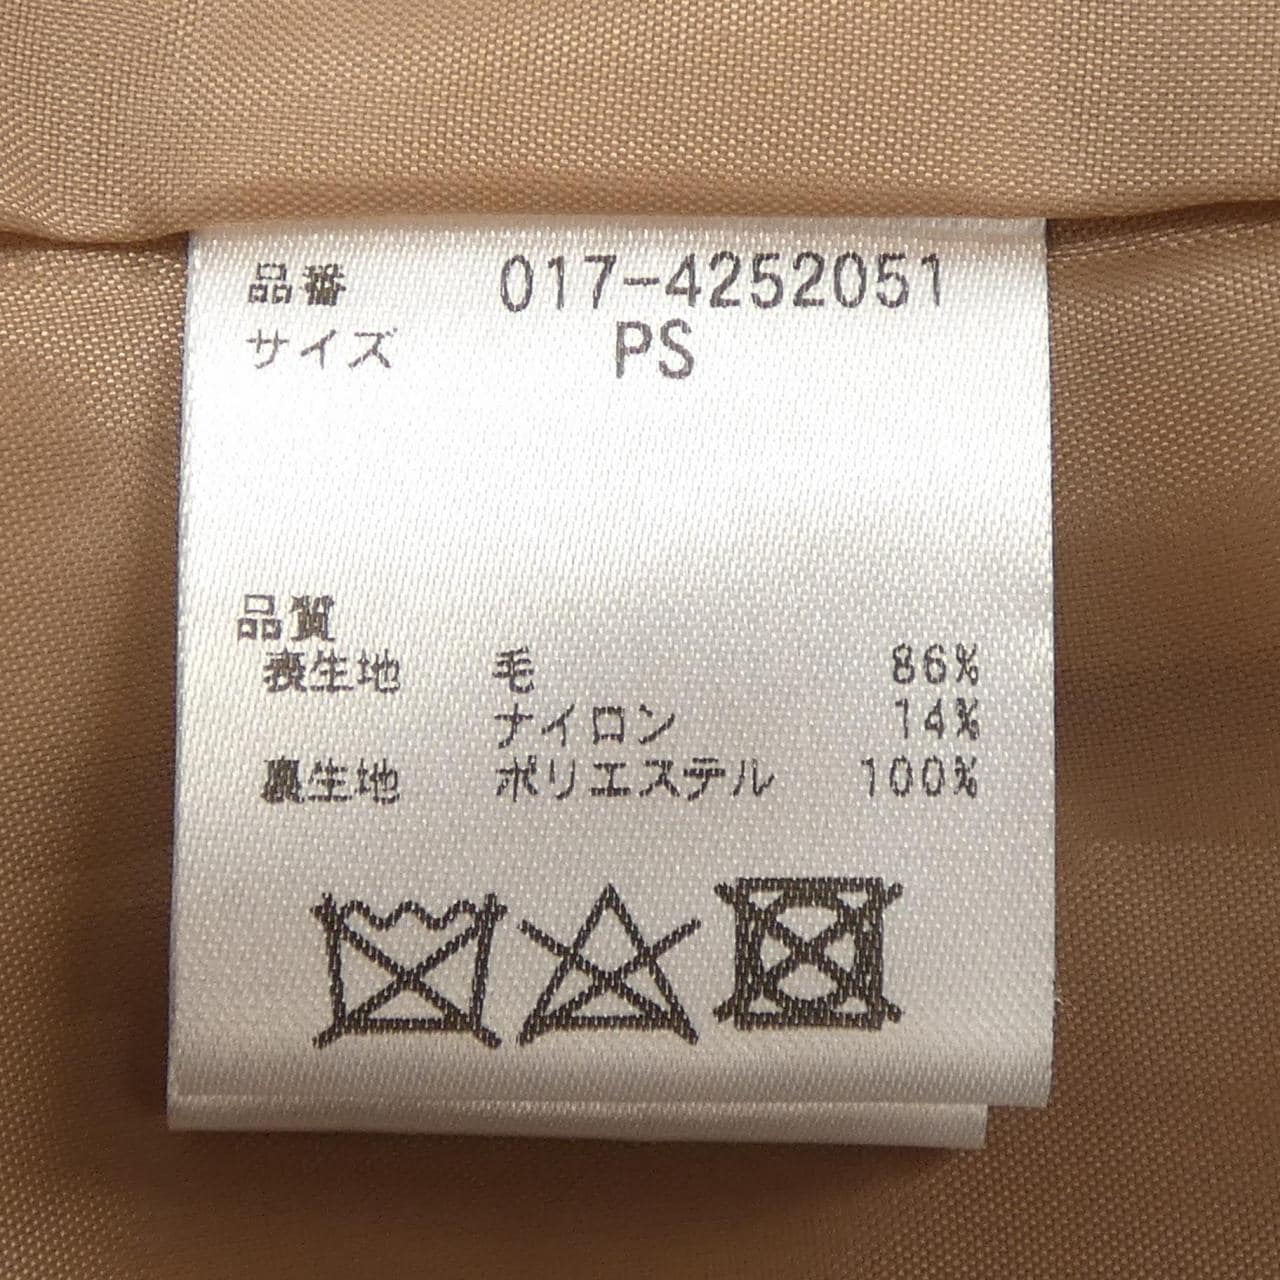 品番 017-4252051
サイズ PS
品質
表生地 毛 86%
ナイロン 14%
裏生地 ポリエステル 100%